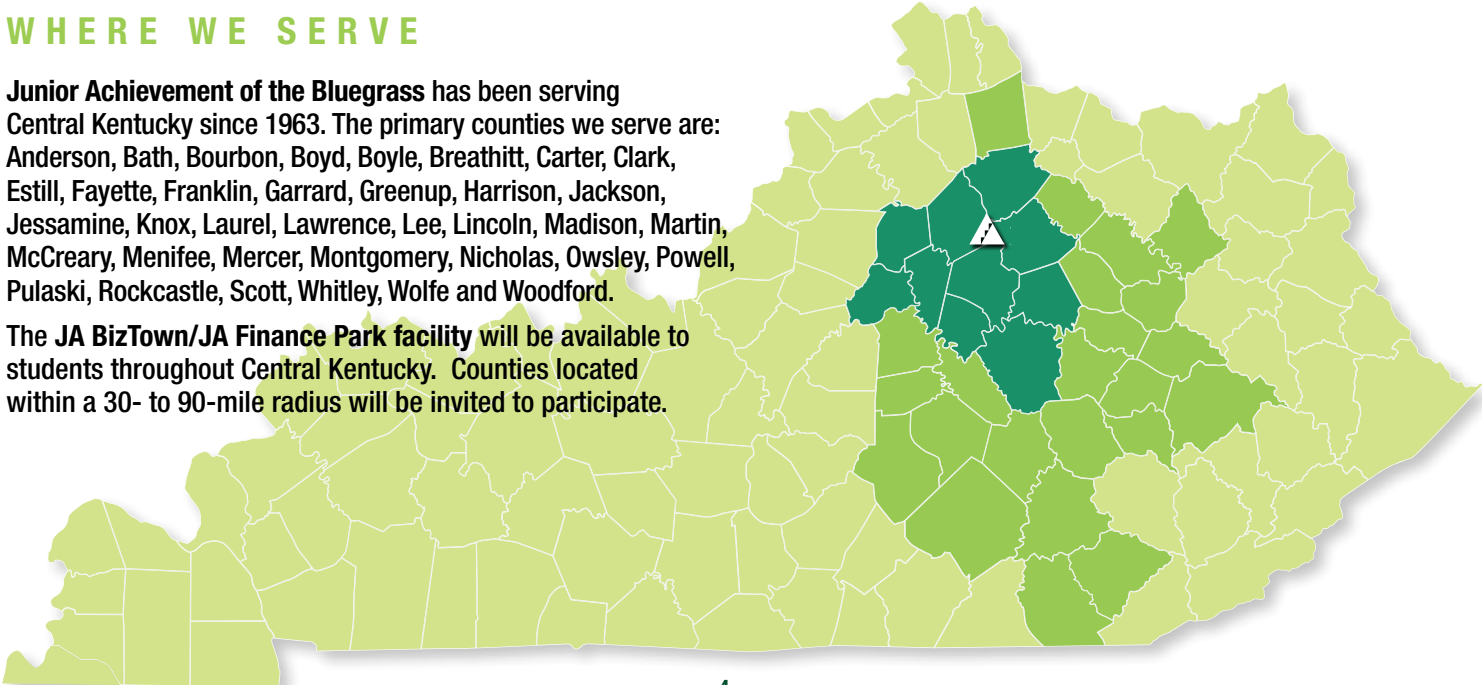 WHERE WE SERVE
Junior Achievement of the Bluegrass has been serving
Central Kentucky since 1963. The primary counties we serve are:
Anderson, Bath, Bourbon, Boyd, Boyle, Breathitt, Carter, Clark,
Estill, Fayette, Franklin, Garrard, Greenup, Harrison, Jackson,
Jessamine, Knox, Laurel, Lawrence, Lee, Lincoln, Madison, Martin,
McCreary, Menifee, Mercer, Montgomery, Nicholas, Owsley, Powell,
Pulaski, Rockcastle, Scott, Whitley, Wolfe and Woodford.
The JA BizTown/JA Finance Park facility will be available to
students throughout Central Kentucky. Counties located
within a 30- to 90-mile radius will be invited to participate.